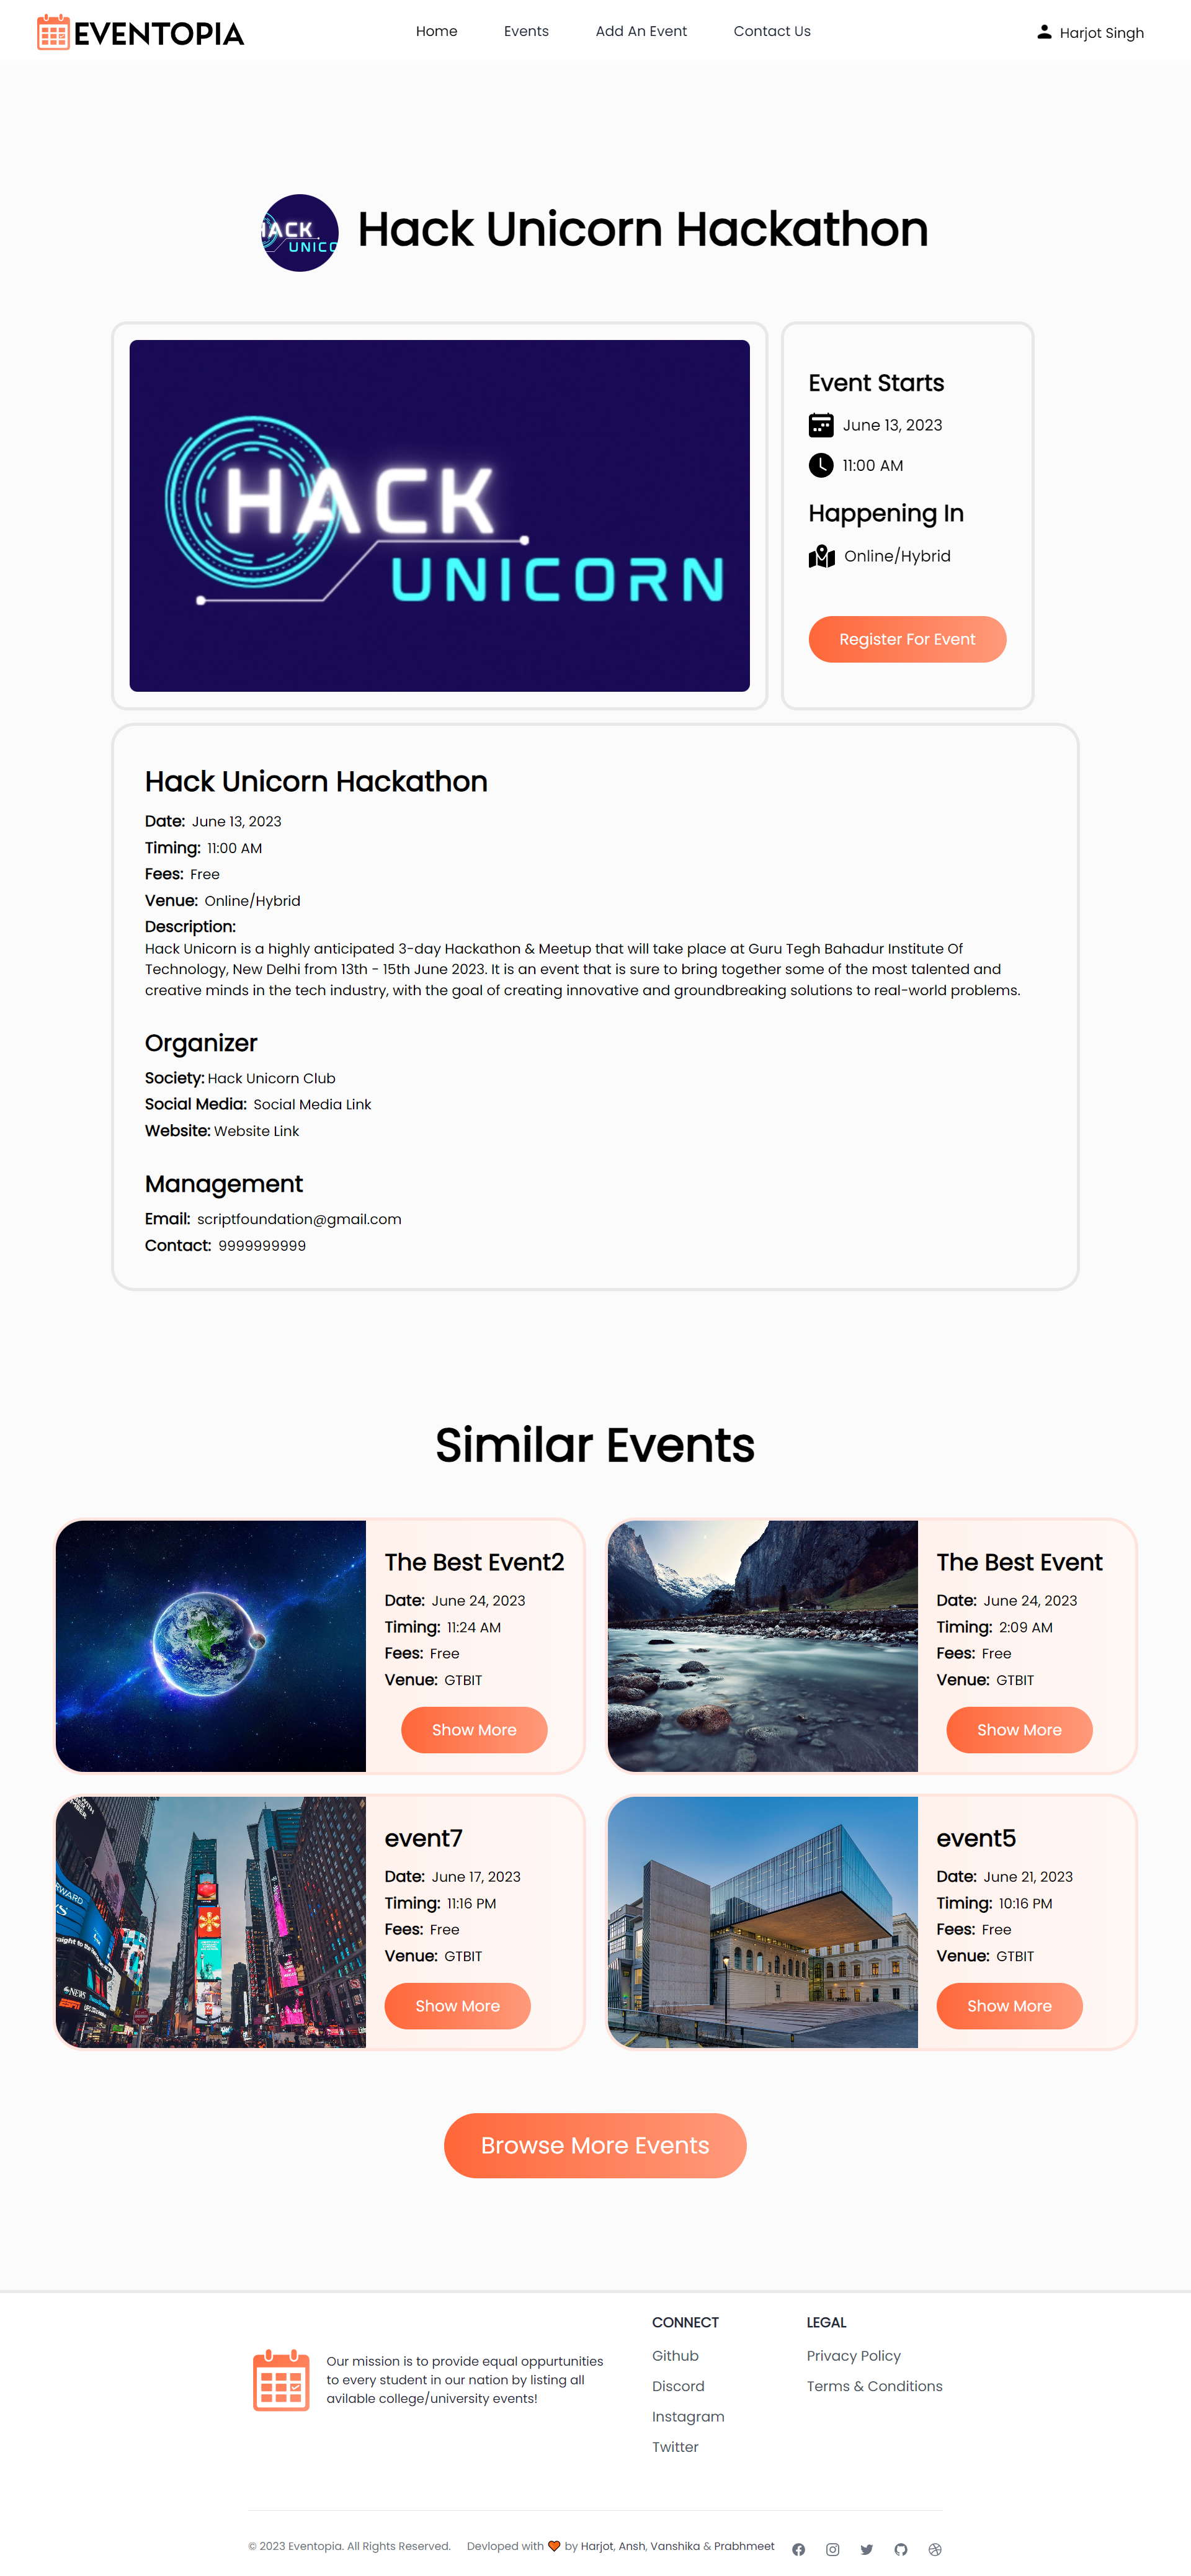 EVENTOPIA
Home Events Add An Event Contact Us
Harjot Singh
HACK
UNICO
Hack Unicorn Hackathon
HACK
UNICORN
Event Starts
June 13, 2023
11:00 AM
Happening In
Online/Hybrid
Register For Event
Hack Unicorn Hackathon
Date: June 13, 2023
Timing: 11:00 AM
Fees: Free
Venue: Online/Hybrid
Description:
Hack Unicorn is a highly anticipated 3-day Hackathon & Meetup that will take place at Guru Tegh Bahadur Institute Of
Technology, New Delhi from 13th - 15th June 2023. It is an event that is sure to bring together some of the most talented and
creative minds in the tech industry, with the goal of creating innovative and groundbreaking solutions to real-world problems.
Organizer
Society: Hack Unicorn Club
Social Media: Social Media Link
Website: Website Link
Management
Email: scriptfoundation@gmail.com
Contact: 9999999999
Similar Events
The Best Event2
Date: June 24, 2023
Timing: 11:24 AM
Fees: Free
Venue: GTBIT
Show More
The Best Event
Date: June 24, 2023
Timing: 2:09 AM
Fees: Free
Venue: GTBIT
Show More
event7
Date: June 17, 2023
Timing: 11:16 PM
Fees: Free
Venue: GTBIT
Show More
event5
Date: June 21, 2023
Timing: 10:16 PM
Fees: Free
Venue: GTBIT
Show More
Browse More Events
Our mission is to provide equal oppurtunities
to every student in our nation by listing all
avilable college/university events!
CONNECT
Github
Discord
Instagram
Twitter
LEGAL
Privacy Policy
Terms & Conditions
© 2023 Eventopia. All Rights Reserved.
Devloped with 🧡 by Harjot, Ansh, Vanshika & Prabhmeet